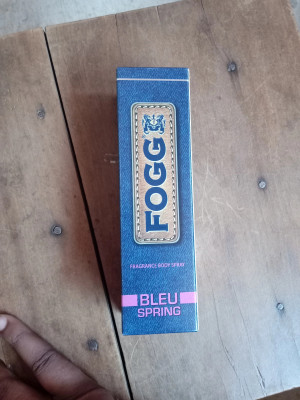 FOGG
FRAGRANCE BODY SPRAY
BLEU
SPRING